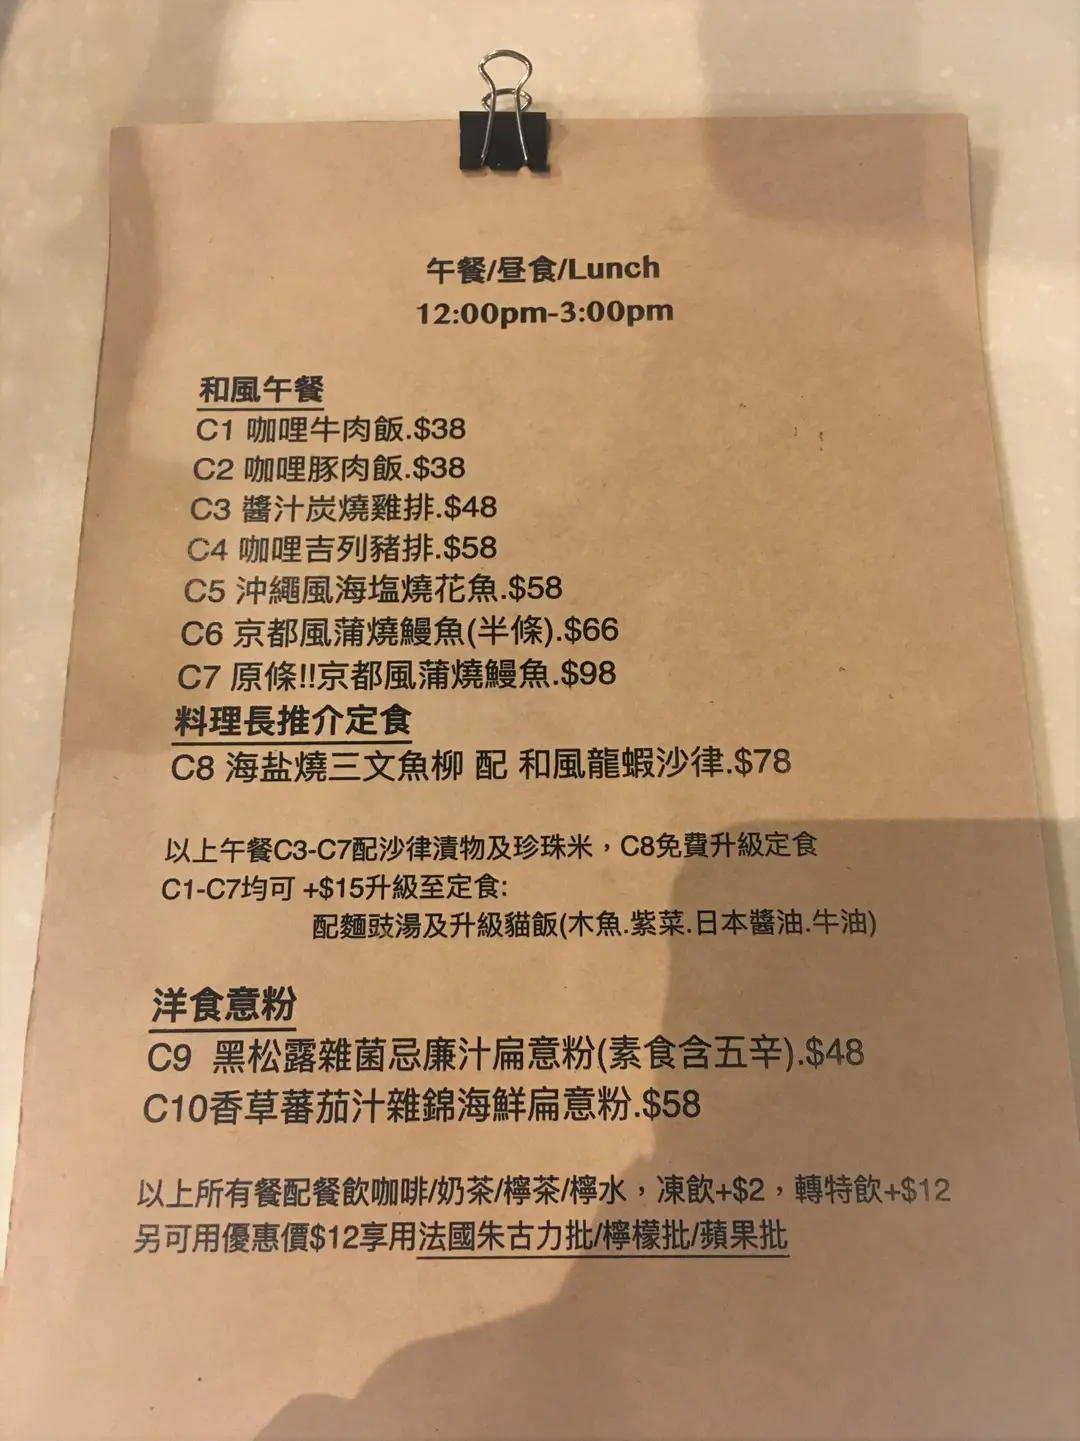 午餐/昼食/Lunch
12:00pm-3:00pm
和風午餐
C1 咖哩牛肉飯.$38
C2 咖哩豚肉飯.$38
C3 醬汁炭燒雞排.$48
C4 咖哩吉列豬排.$58
C5 沖繩風海塩燒花魚.$58
C6 京都風蒲燒鰻魚(半條).$66
C7 原條!!京都風蒲燒鰻魚.$98
料理長推介定食
C8 海盐燒三文魚柳 配 和風龍蝦沙律.$78
以上午餐C3-C7配沙律漬物及珍珠米，C8免費升級定食
C1-C7均可 +$15升級至定食:
配麵豉湯及升級貓飯(木魚.紫菜.日本醬油.牛油)
洋食意粉
C9 黑松露雜菌忌廉汁扁意粉(素食含五辛).$48
C10香草蕃茄汁雜錦海鮮扁意粉.$58
以上所有餐配餐飲咖啡/奶茶/檸茶/檸水，凍飲+$2，轉特飲+$12
另可用優惠價$12享用法國朱古力批/檸檬批/蘋果批